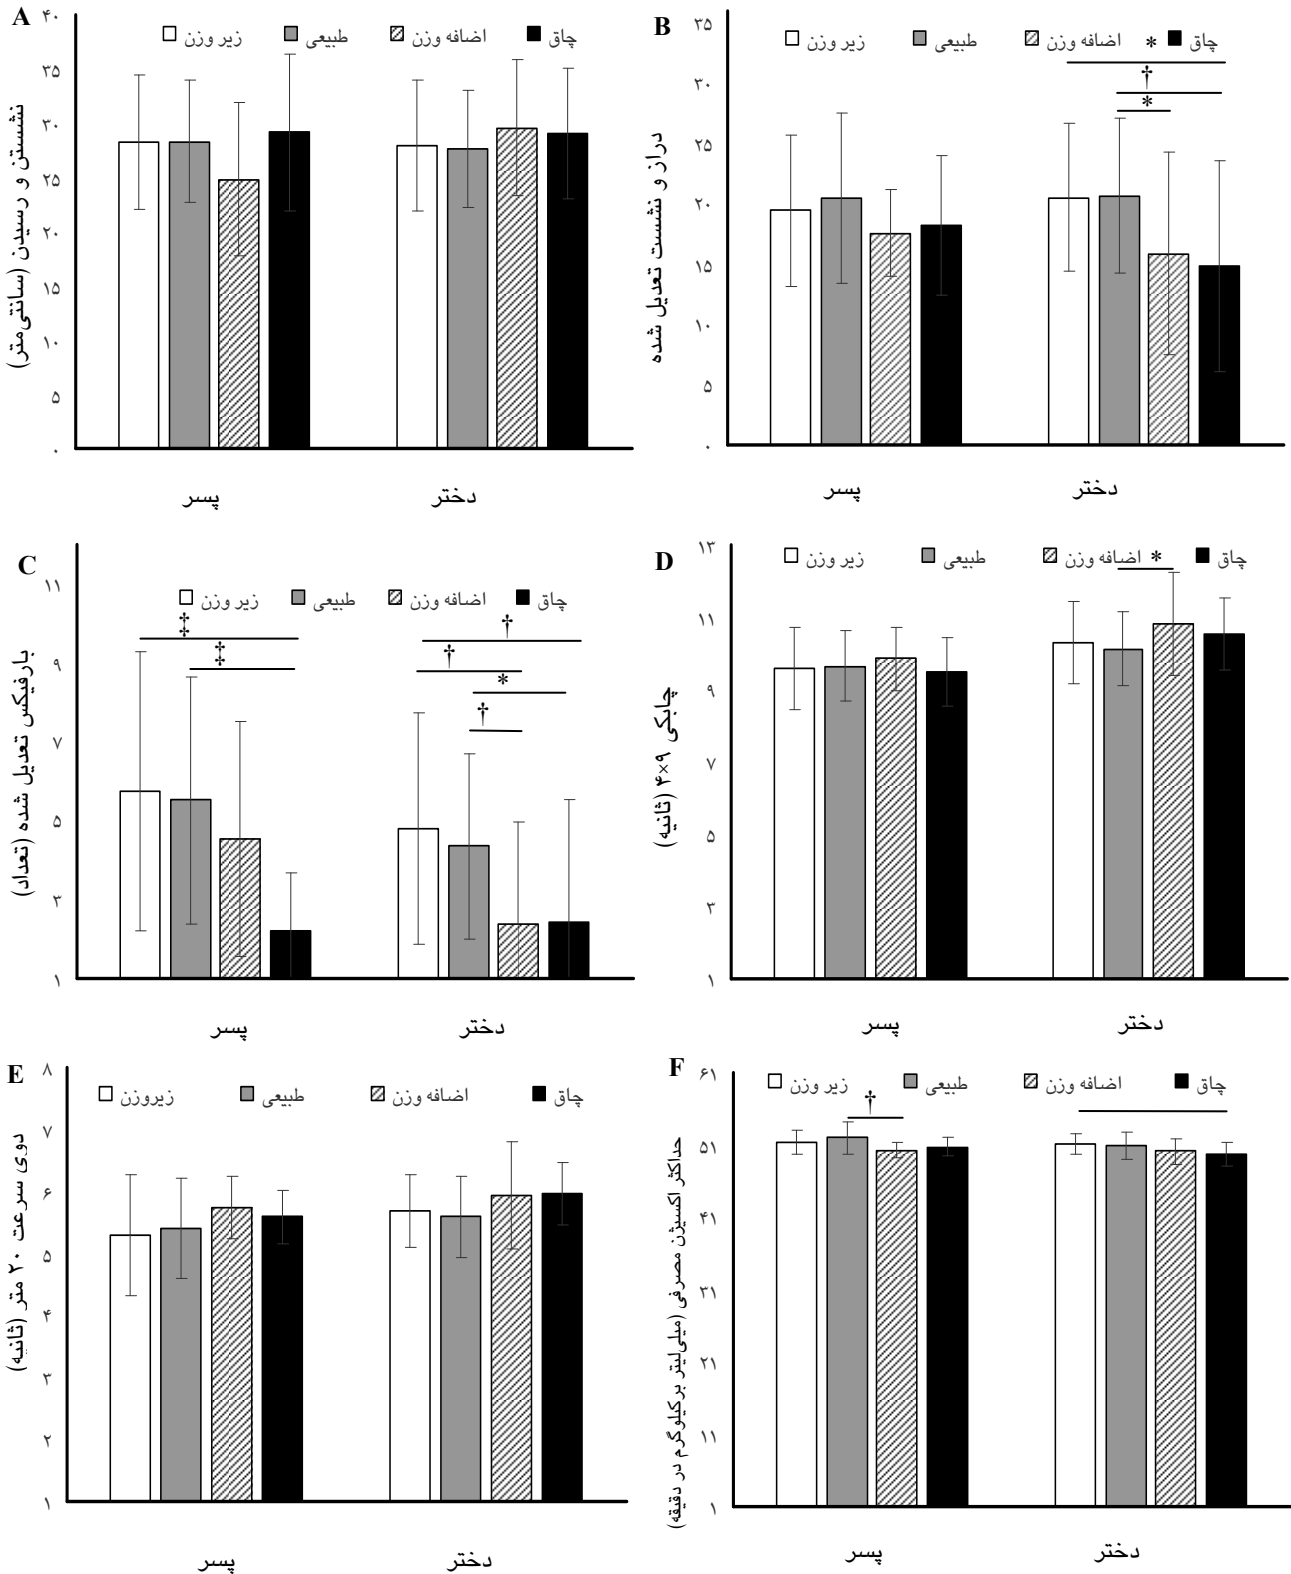 A
نشستن و رسیدن (سانتی‌متر)
۴۰
۳۵
۳۰
۲۵
۲۰
۱۵
۱۰
۵
۰
زیر وزن
طبیعی
اضافه وزن
چاق
پسر
دختر
B
دراز و نشست تعدیل شده
۳۵
۳۰
۲۵
۲۰
۱۵
۱۰
۵
۰
زیر وزن
طبیعی
اضافه وزن
چاق
*
†
*
پسر
دختر
C
بارفیکس تعدیل شده (تعداد)
۱۱
۹
۷
۵
۳
۱
زیر وزن
طبیعی
اضافه وزن
چاق
‡
‡
†
†
*
†
پسر
دختر
D
چابکی ۹×۴ (ثانیه)
۱۳
۱۱
۹
۷
۵
۳
۱
زیر وزن
طبیعی
اضافه وزن
چاق
*
پسر
دختر
E
دوی سرعت ۲۰ متر (ثانیه)
۸
۷
۶
۵
۴
۳
۲
۱
زیروزن
طبیعی
اضافه وزن
چاق
پسر
دختر
F
حداکثر اکسیژن مصرفی (میلی‌لیتر برکیلوگرم در دقیقه)
۶۱
۵۱
۴۱
۳۱
۲۱
۱۱
۱
زیر وزن
طبیعی
اضافه وزن
چاق
†
پسر
دختر